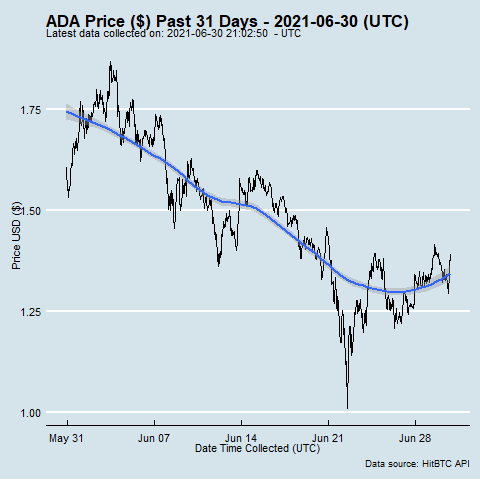 ADA Price ($) Past 31 Days - 2021-06-30 (UTC)
Latest data collected on: 2021-06-30 21:02:50 - UTC
1.75
1.50
1.25
1.00
Price USD ($)
May 31 Jun 07 Jun 14 Jun 21 Jun 28
Date Time Collected (UTC)
Data source: HitBTC API